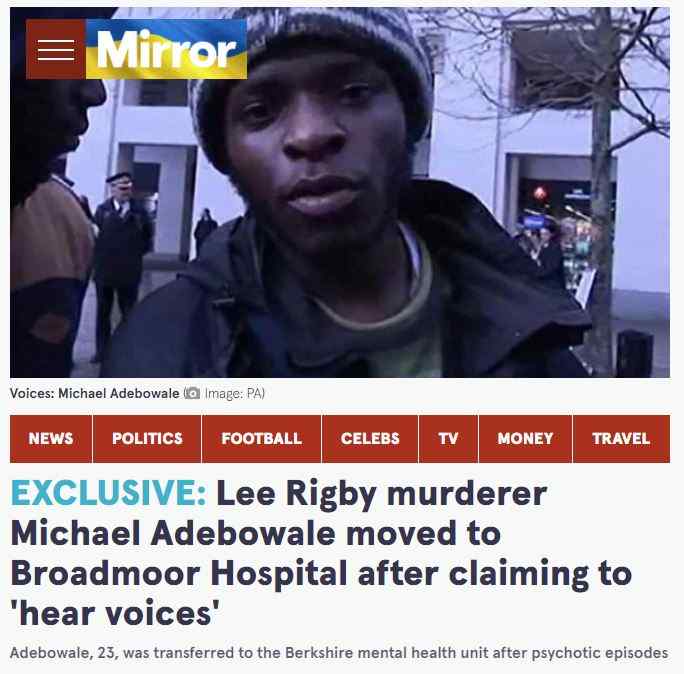 Mirror
Voices: Michael Adebowale (Image: PA)
NEWS POLITICS FOOTBALL CELEBS TV MONEY TRAVEL
EXCLUSIVE: Lee Rigby murderer
Michael Adebowale moved to
Broadmoor Hospital after claiming to
'hear voices'
Adebowale, 23, was transferred to the Berkshire mental health unit after psychotic episodes